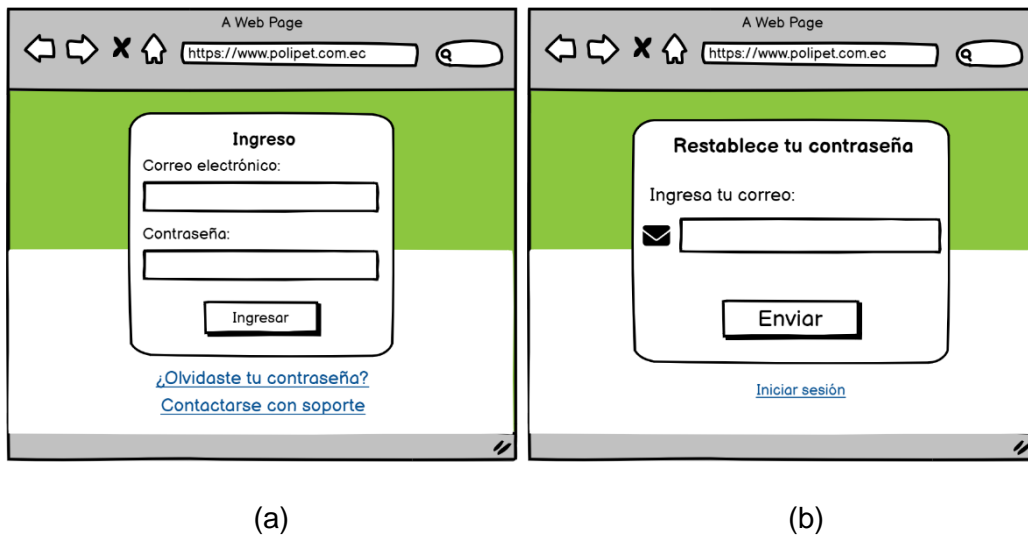 A Web Page
https://www.polipet.com.ec
Ingreso
Correo electrónico:
Contraseña:
Ingresar
¿Olvidaste tu contraseña?
Contactarse con soporte
(a)
A Web Page
https://www.polipet.com.ec
Restablece tu contraseña
Ingresa tu correo:
Enviar
Iniciar sesión
(b)